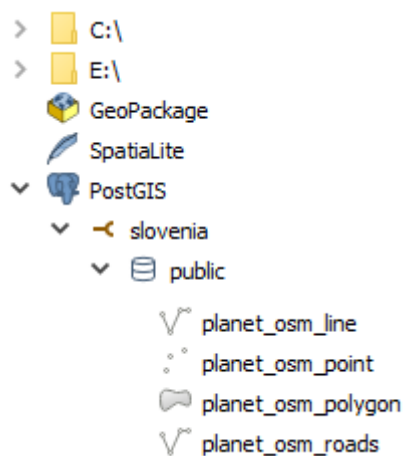 C:\
E:\
GeoPackage
SpatiaLite
PostGIS
slovenia
public
planet_osm_line
planet_osm_point
planet_osm_polygon
planet_osm_roads